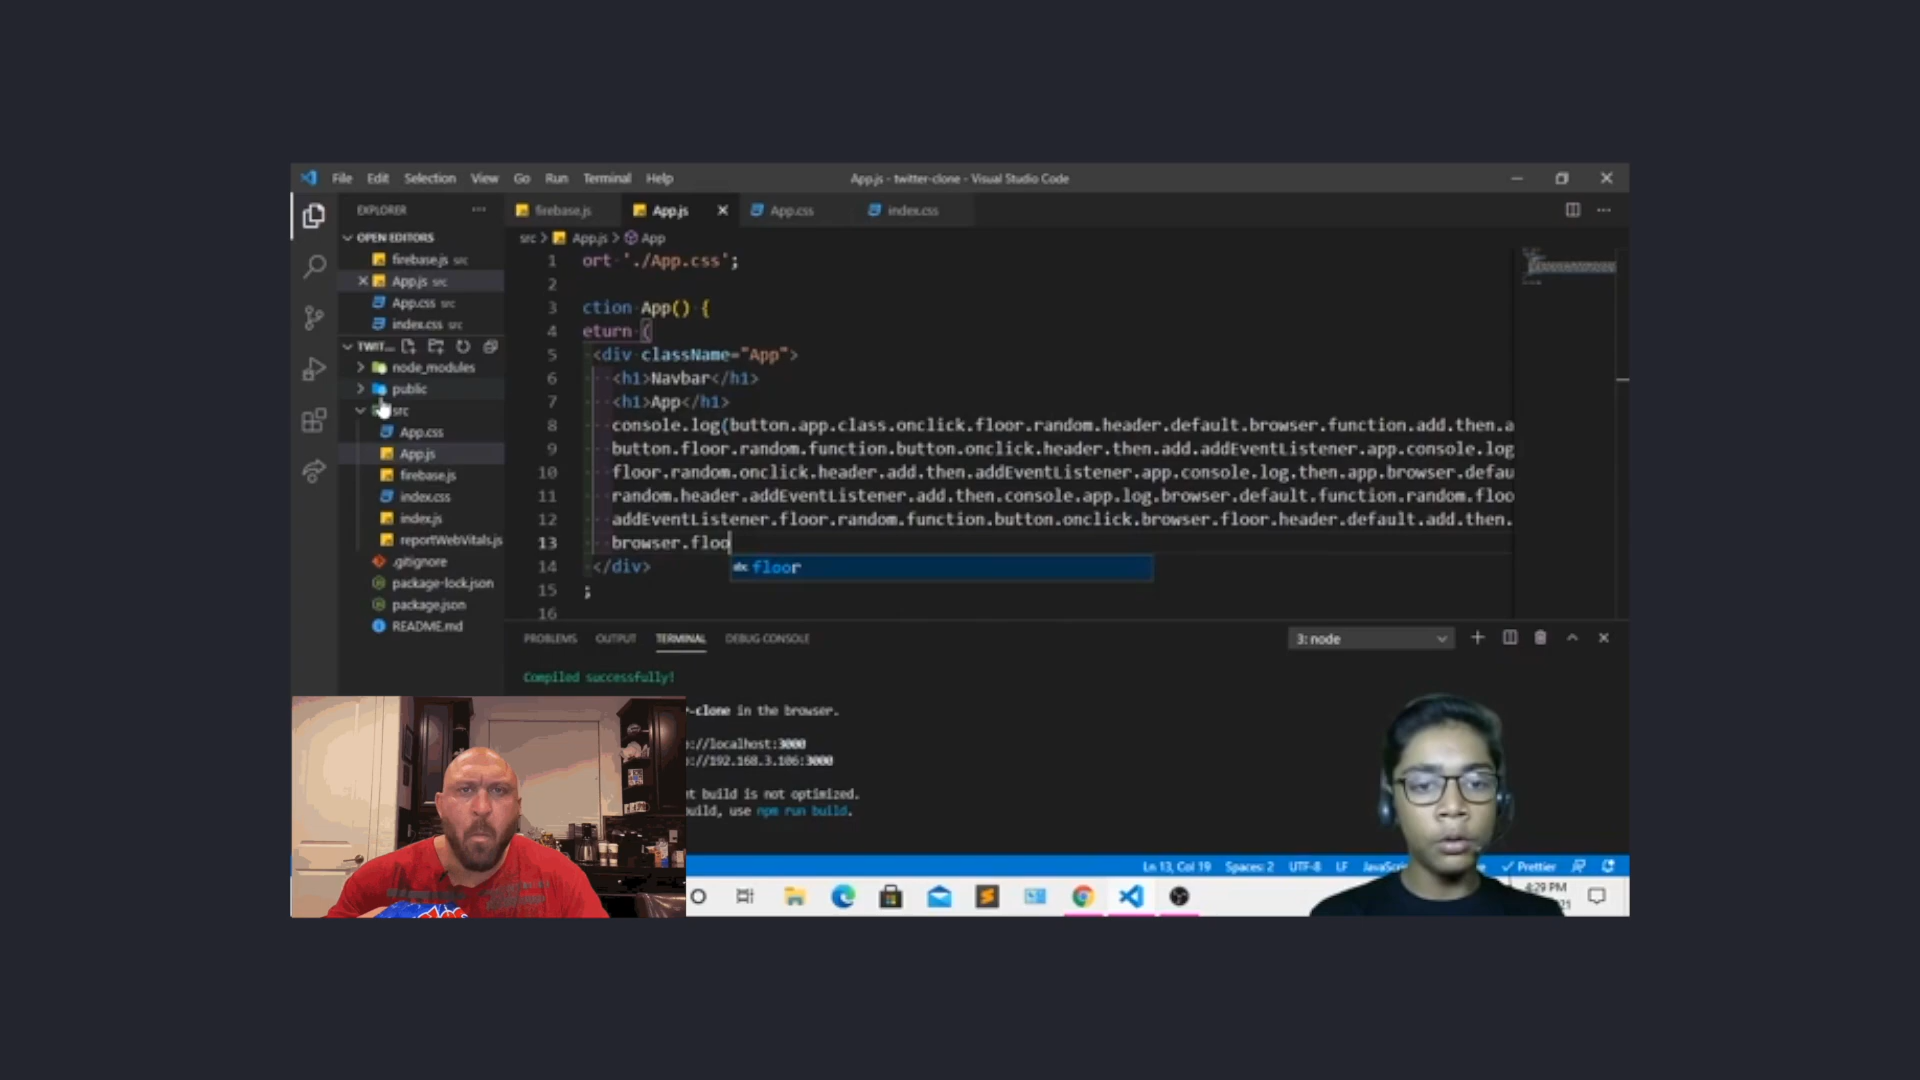 File Edit Selection View Go Run Terminal Help
App.js - twitter-clone - Visual Studio Code
EXPLORER
firebase.js
App.js
App.css
index.css
OPEN EDITORS
firebase.js src
App.js src
App.css src
index.css src
TWIT...
node_modules
public
src
App.css
App.js
firebase.js
index.css
index.js
reportWebVitals.js
.gitignore
package-lock.json
package.json
README.md
src > App.js > App
1 ort './App.css';
2
3 ction App() {
4 eturn (
5 <div className="App">
6 <h1>Navbar</h1>
7 <h1>App</h1>
8 console.log(button.app.class.onclick.floor.random.header.default.browser.function.add.then.a
9 button.floor.random.function.button.onclick.header.then.add.addEventListener.app.console.log
10 floor.random.onclick.header.add.then.addEventListener.app.console.log.then.app.browser.defau
11 random.header.addEventListener.add.then.console.app.log.browser.default.function.random.floo
12 addEventListener.floor.random.function.button.onclick.browser.floor.header.default.add.then.
13 browser.floo
abc floor
14 </div>
15 ;
16
PROBLEMS OUTPUT TERMINAL DEBUG CONSOLE
3: node
Compiled successfully!
-clone in the browser.
://localhost:3000
://192.168.3.106:3000
t build is not optimized.
uild, use npm run build.
Ln 13, Col 19 Spaces: 2 UTF-8 LF JavaScri Prettier
4:29 PM